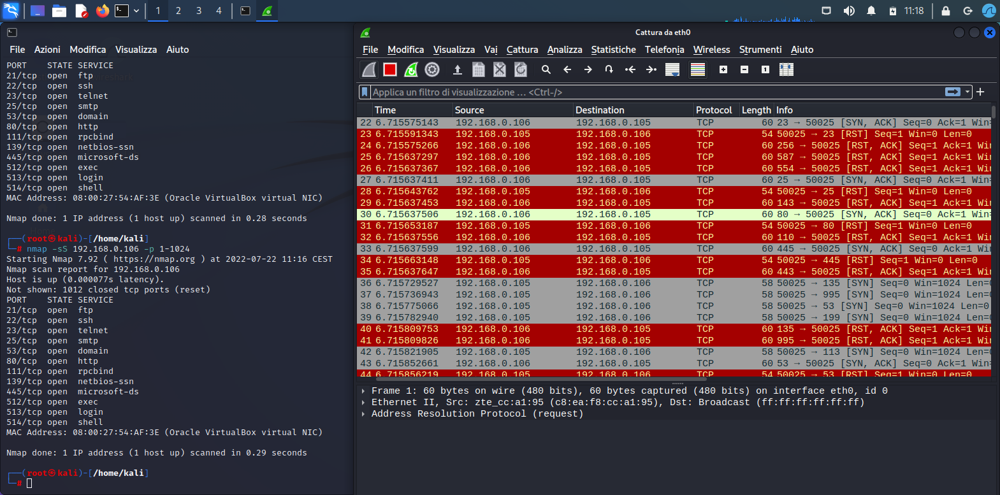 1 2 3 4
11:18
File Azioni Modifica Visualizza Aiuto
PORT    STATE SERVICE
21/tcp  open  ftp
22/tcp  open  ssh
23/tcp  open  telnet
25/tcp  open  smtp
53/tcp  open  domain
80/tcp  open  http
111/tcp open  rpcbind
139/tcp open  netbios-ssn
445/tcp open  microsoft-ds
512/tcp open  exec
513/tcp open  login
514/tcp open  shell
MAC Address: 08:00:27:54:AF:3E (Oracle VirtualBox virtual NIC)
Nmap done: 1 IP address (1 host up) scanned in 0.28 seconds
Home
(root㉿kali)-[/home/kali]
# nmap -sS 192.168.0.106 -p 1-1024
Starting Nmap 7.92 ( https://nmap.org ) at 2022-07-22 11:16 CEST
Nmap scan report for 192.168.0.106
Host is up (0.000077s latency).
Not shown: 1012 closed tcp ports (reset)
PORT    STATE SERVICE
21/tcp  open  ftp
22/tcp  open  ssh
23/tcp  open  telnet
25/tcp  open  smtp
53/tcp  open  domain
80/tcp  open  http
111/tcp open  rpcbind
139/tcp open  netbios-ssn
445/tcp open  microsoft-ds
512/tcp open  exec
513/tcp open  login
514/tcp open  shell
MAC Address: 08:00:27:54:AF:3E (Oracle VirtualBox virtual NIC)
Nmap done: 1 IP address (1 host up) scanned in 0.29 seconds
(root㉿kali)-[/home/kali]
#
Cattura da eth0
File Modifica Visualizza Vai Cattura Analizza Statistiche Telefonia Wireless Strumenti Aiuto
Applica un filtro di visualizzazione … <Ctrl-/>
Time Source Destination Protocol Length Info
22 6.715575143 192.168.0.106 192.168.0.105 TCP 60 23 → 50025 [SYN, ACK] Seq=0 Ack=1 Win=
23 6.715591343 192.168.0.105 192.168.0.106 TCP 54 50025 → 23 [RST] Seq=1 Win=0 Len=0
24 6.715575266 192.168.0.106 192.168.0.105 TCP 60 256 → 50025 [RST, ACK] Seq=1 Ack=1 Wi
25 6.715637297 192.168.0.106 192.168.0.105 TCP 60 587 → 50025 [RST, ACK] Seq=1 Ack=1 Wi
26 6.715637367 192.168.0.106 192.168.0.105 TCP 60 554 → 50025 [RST, ACK] Seq=1 Ack=1 Wi
27 6.715637411 192.168.0.106 192.168.0.105 TCP 60 25 → 50025 [SYN, ACK] Seq=0 Ack=1 Win=
28 6.715643762 192.168.0.105 192.168.0.106 TCP 54 50025 → 25 [RST] Seq=1 Win=0 Len=0
29 6.715637453 192.168.0.106 192.168.0.105 TCP 60 143 → 50025 [RST, ACK] Seq=1 Ack=1 Wi
30 6.715637506 192.168.0.106 192.168.0.105 TCP 60 80 → 50025 [SYN, ACK] Seq=0 Ack=1 Win=
31 6.715653187 192.168.0.105 192.168.0.106 TCP 54 50025 → 80 [RST] Seq=1 Win=0 Len=0
32 6.715637556 192.168.0.106 192.168.0.105 TCP 60 110 → 50025 [RST, ACK] Seq=1 Ack=1 Wi
33 6.715637599 192.168.0.106 192.168.0.105 TCP 60 445 → 50025 [SYN, ACK] Seq=0 Ack=1 Win
34 6.715663148 192.168.0.105 192.168.0.106 TCP 54 50025 → 445 [RST] Seq=1 Win=0 Len=0
35 6.715637647 192.168.0.106 192.168.0.105 TCP 60 443 → 50025 [RST, ACK] Seq=1 Ack=1 Wi
36 6.715729527 192.168.0.105 192.168.0.106 TCP 58 50025 → 135 [SYN] Seq=0 Win=1024 Len=
37 6.715736943 192.168.0.105 192.168.0.106 TCP 58 50025 → 995 [SYN] Seq=0 Win=1024 Len=
38 6.715775066 192.168.0.105 192.168.0.106 TCP 58 50025 → 53 [SYN] Seq=0 Win=1024 Len=0
39 6.715782940 192.168.0.105 192.168.0.106 TCP 58 50025 → 199 [SYN] Seq=0 Win=1024 Len=
40 6.715809753 192.168.0.106 192.168.0.105 TCP 60 135 → 50025 [RST, ACK] Seq=1 Ack=1 Wi
41 6.715809826 192.168.0.106 192.168.0.105 TCP 60 995 → 50025 [RST, ACK] Seq=1 Ack=1 Wi
42 6.715821905 192.168.0.105 192.168.0.106 TCP 58 50025 → 113 [SYN] Seq=0 Win=1024 Len=
43 6.715852661 192.168.0.106 192.168.0.105 TCP 60 53 → 50025 [SYN, ACK] Seq=0 Ack=1 Win=
44 6.715856219 192.168.0.105 192.168.0.106 TCP 54 50025 → 53 [RST] Seq=1 Win=0 Len=0
Frame 1: 60 bytes on wire (480 bits), 60 bytes captured (480 bits) on interface eth0, id 0
Ethernet II, Src: zte_cc:a1:95 (c8:ea:f8:cc:a1:95), Dst: Broadcast (ff:ff:ff:ff:ff:ff)
Address Resolution Protocol (request)